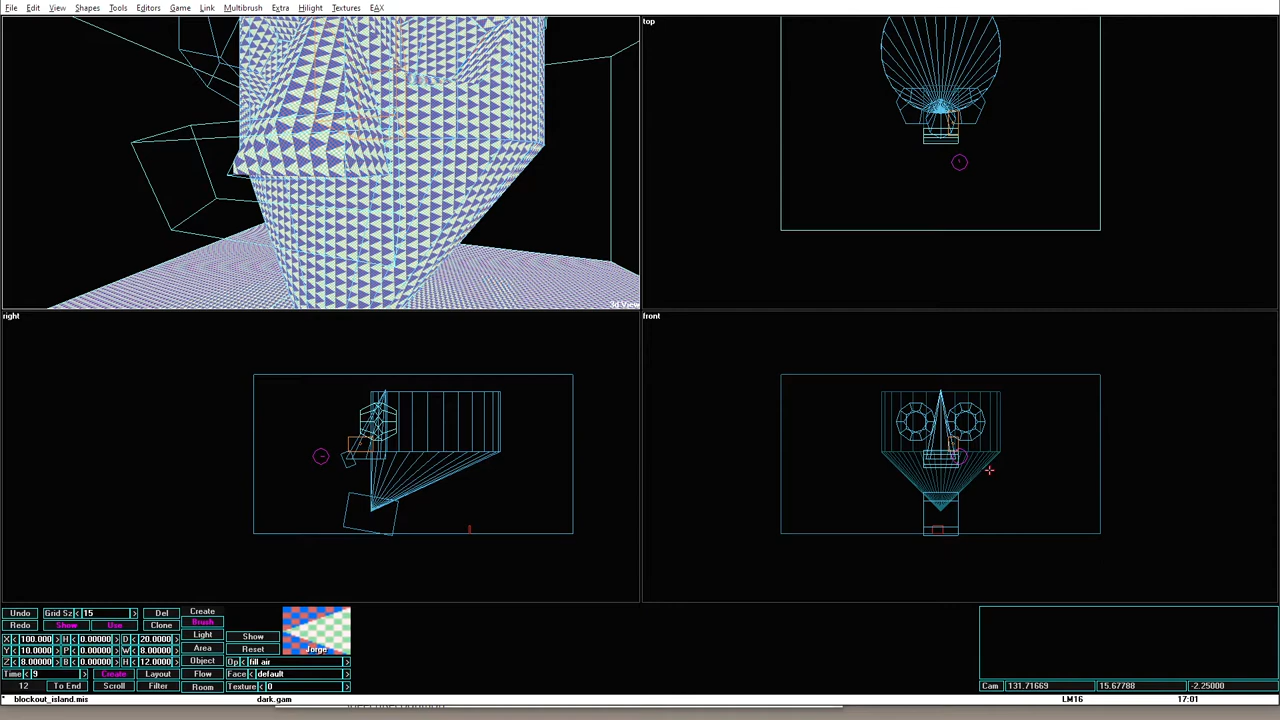 File Edit View Shapes Tools Editors Game Link Multibrush Extra Hilight Textures EAX
top
3d View
right
front
Undo Grid Sz 15 Del Create
Redo Show Use Clone Brush
X 100.000 H 0.00000 D 20.0000 Light Show
Y 10.0000 P 0.00000 W 8.00000 Area Reset
Jorge
Z 8.00000 B 0.00000 H 12.0000 Object Op fill air
Time 9 Create Layout Flow Face default
12 To End Scroll Filter Room Texture 0
Cam 131.71669 15.67788 -2.25000
* blockout_island.mis dark.gam LM16 17:01